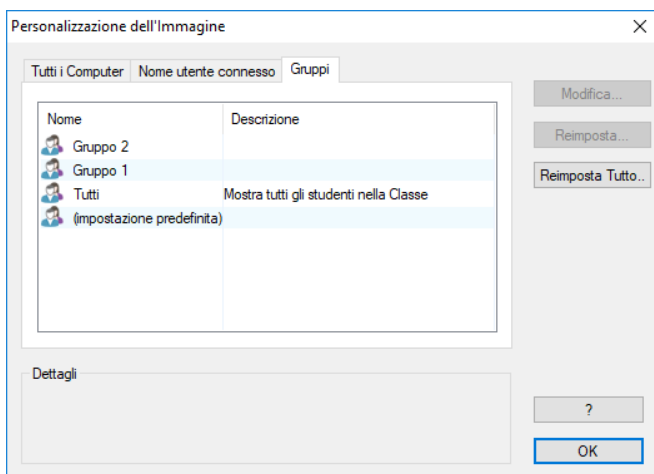 Personalizzazione dell'Immagine
Tutti i Computer Nome utente connesso Gruppi
Modifica...
Nome Descrizione
Gruppo 2
Reimposta...
Gruppo 1
Reimposta Tutto..
Tutti Mostra tutti gli studenti nella Classe
(impostazione predefinita)
Dettagli
?
OK